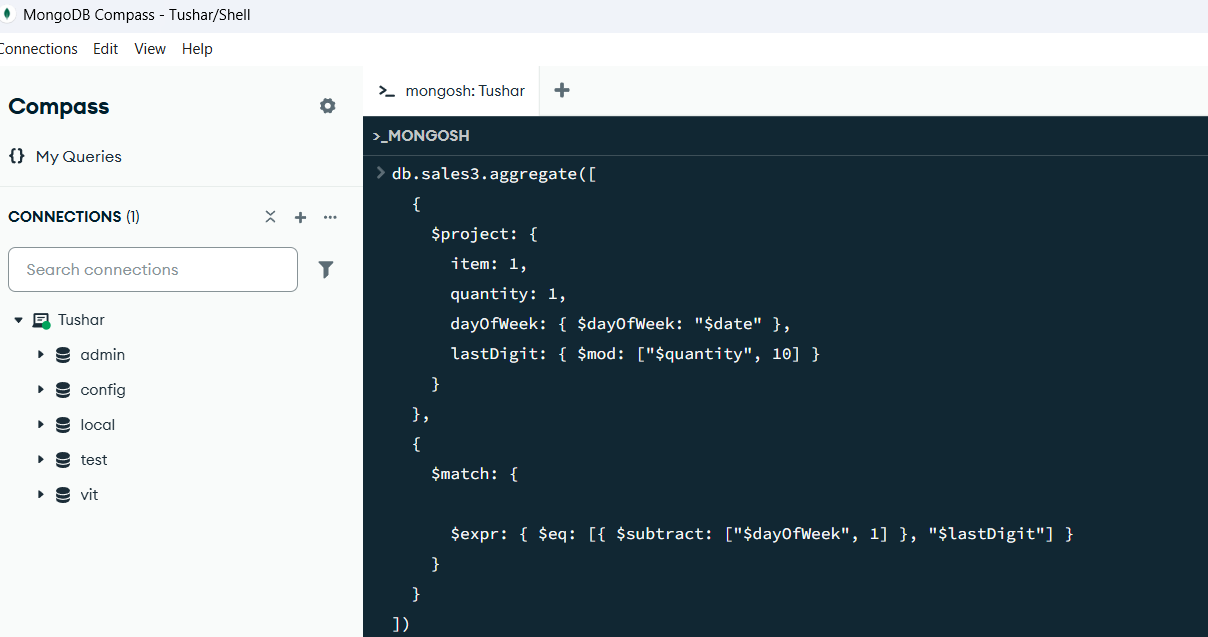 MongoDB Compass - Tushar/Shell
Connections Edit View Help
Compass
My Queries
CONNECTIONS (1)
Search connections
Tushar
admin
config
local
test
vit
>_ mongosh: Tushar +
>_MONGOSH
> db.sales3.aggregate([
{
$project: {
item: 1,
quantity: 1,
dayOfWeek: { $dayOfWeek: "$date" },
lastDigit: { $mod: ["$quantity", 10] }
}
},
{
$match: {
$expr: { $eq: [{ $subtract: ["$dayOfWeek", 1] }, "$lastDigit"] }
}
}
])